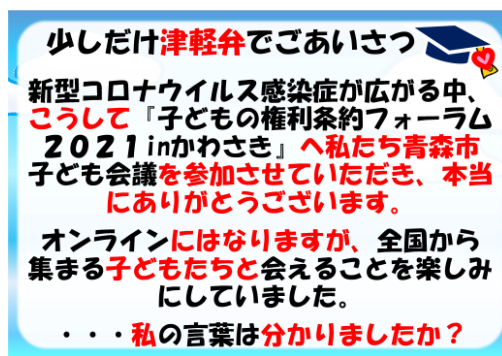 少しだけ津軽弁でごあいさつ
新型コロナウイルス感染症が広がる中、
こうして『子どもの権利条約フォーラム
２０２１inかわさき』へ私たち青森市
子ども会議を参加させていただき、本当
にありがとうございます。
オンラインにはなりますが、全国から
集まる子どもたちと会えることを楽しみ
にしていました。
・・・私の言葉は分かりましたか？